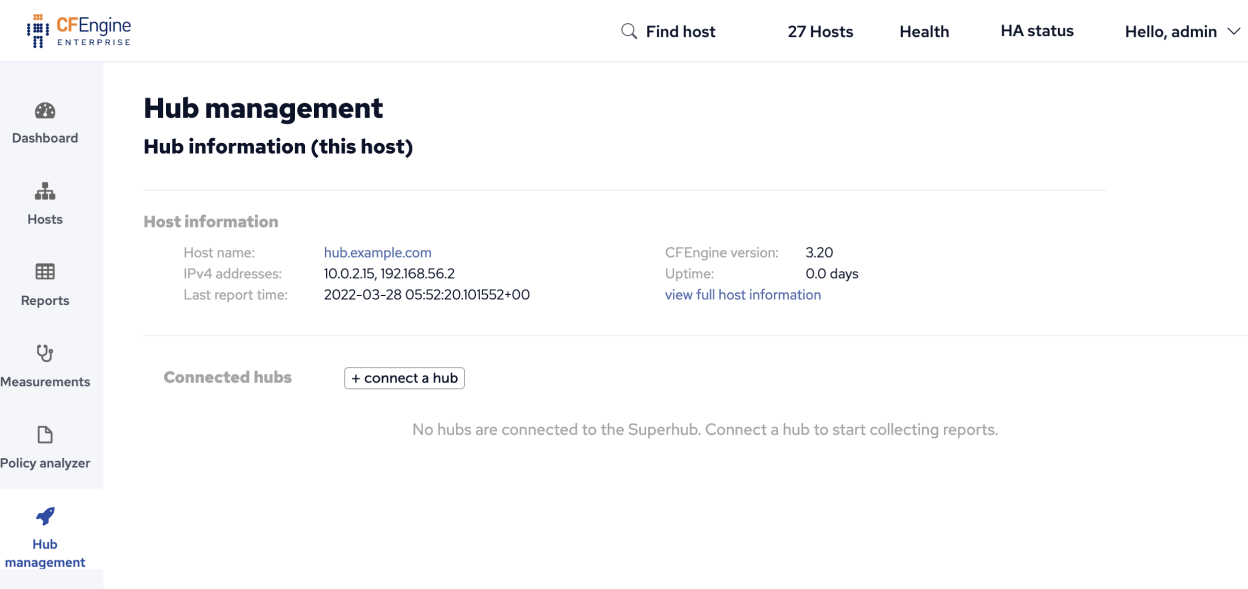 CFEngine
ENTERPRISE
Find host
27 Hosts
Health
HA status
Hello, admin
Dashboard
Hosts
Reports
Measurements
Policy analyzer
Hub
management
Hub management
Hub information (this host)
Host information
Host name: hub.example.com
IPv4 addresses: 10.0.2.15, 192.168.56.2
Last report time: 2022-03-28 05:52:20.101552+00
CFEngine version: 3.20
Uptime: 0.0 days
view full host information
Connected hubs
+ connect a hub
No hubs are connected to the Superhub. Connect a hub to start collecting reports.